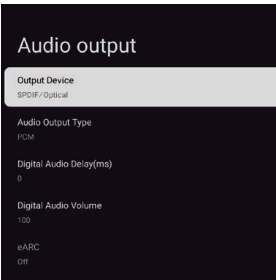 Audio output
Output Device
SPDIF/Optical
Audio Output Type
PCM
Digital Audio Delay(ms)
0
Digital Audio Volume
100
eARC
Off